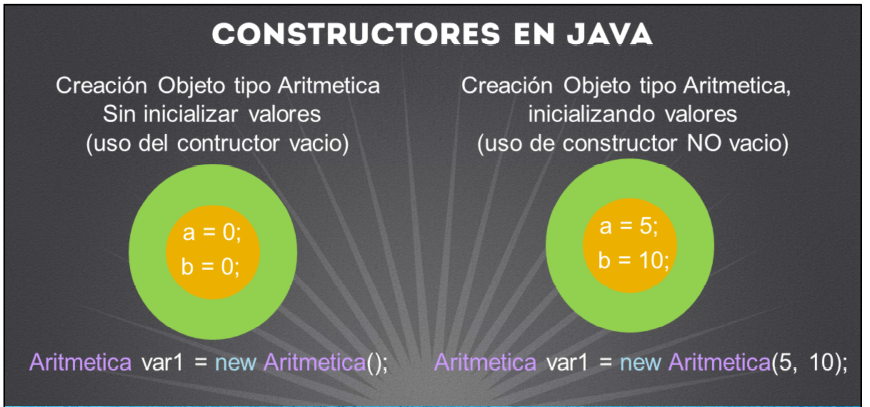 CONSTRUCTORES EN JAVA
Creación Objeto tipo Aritmetica
Sin inicializar valores
(uso del contructor vacio)
a = 0;
b = 0;
Aritmetica var1 = new Aritmetica();
Creación Objeto tipo Aritmetica,
inicializando valores
(uso de constructor NO vacio)
a = 5;
b = 10;
Aritmetica var1 = new Aritmetica(5, 10);